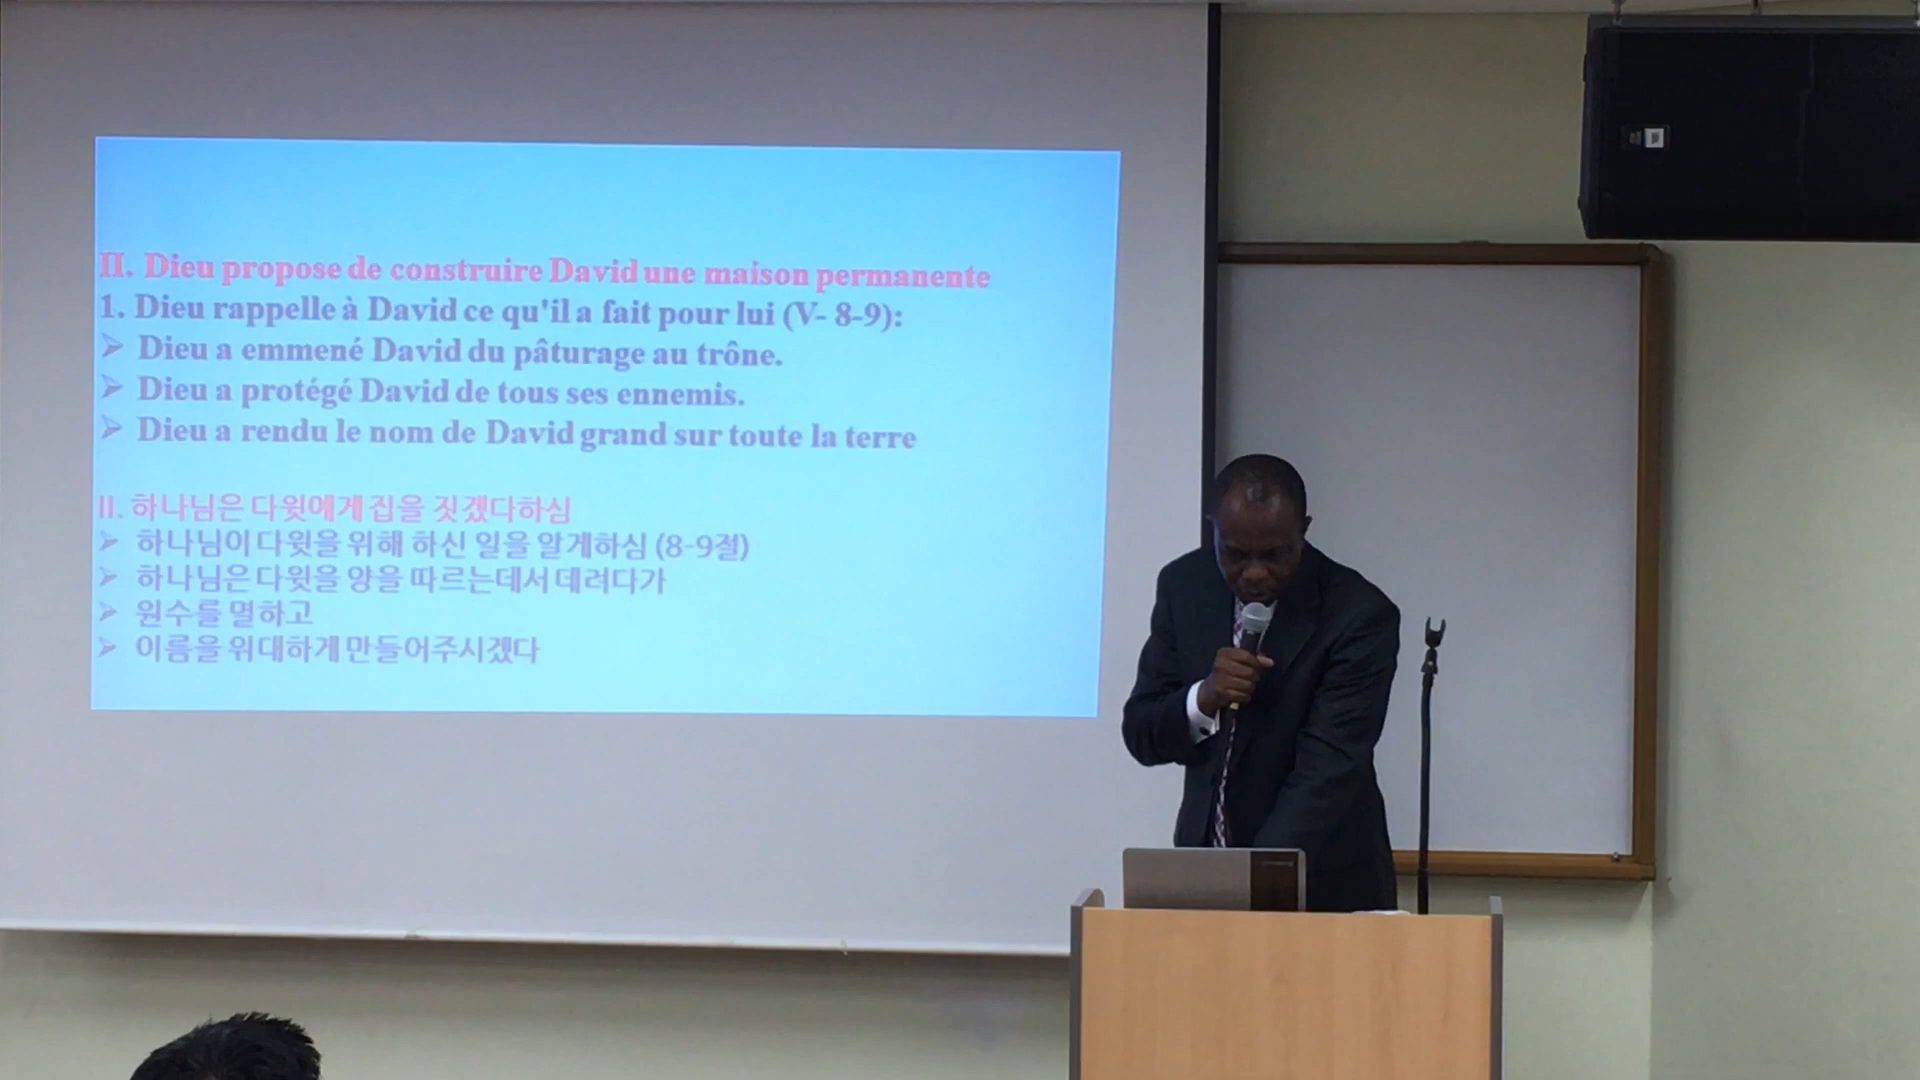 II. Dieu propose de construire David une maison permanente
1. Dieu rappelle à David ce qu'il a fait pour lui (V- 8-9):
➢ Dieu a emmené David du pâturage au trône.
➢ Dieu a protégé David de tous ses ennemis.
➢ Dieu a rendu le nom de David grand sur toute la terre
II. 하나님은 다윗에게 집을 짓겠다하심
➢ 하나님이 다윗을 위해 하신 일을 알게하심 (8-9절)
➢ 하나님은 다윗을 양을 따르는데서 데려다가
➢ 원수를 멸하고
➢ 이름을 위대하게 만들어주시겠다